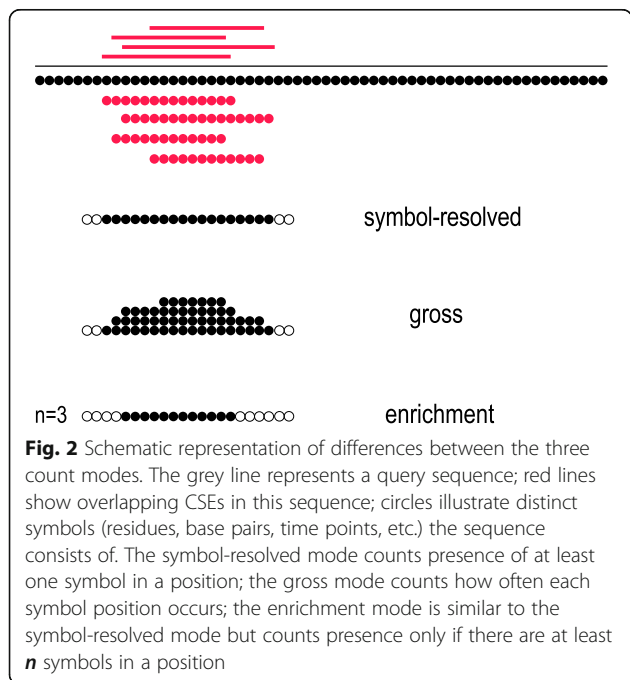 symbol-resolved
gross
n=3 enrichment
Fig. 2 Schematic representation of differences between the three
count modes. The grey line represents a query sequence; red lines
show overlapping CSEs in this sequence; circles illustrate distinct
symbols (residues, base pairs, time points, etc.) the sequence
consists of. The symbol-resolved mode counts presence of at least
one symbol in a position; the gross mode counts how often each
symbol position occurs; the enrichment mode is similar to the
symbol-resolved mode but counts presence only if there are at least
n symbols in a position